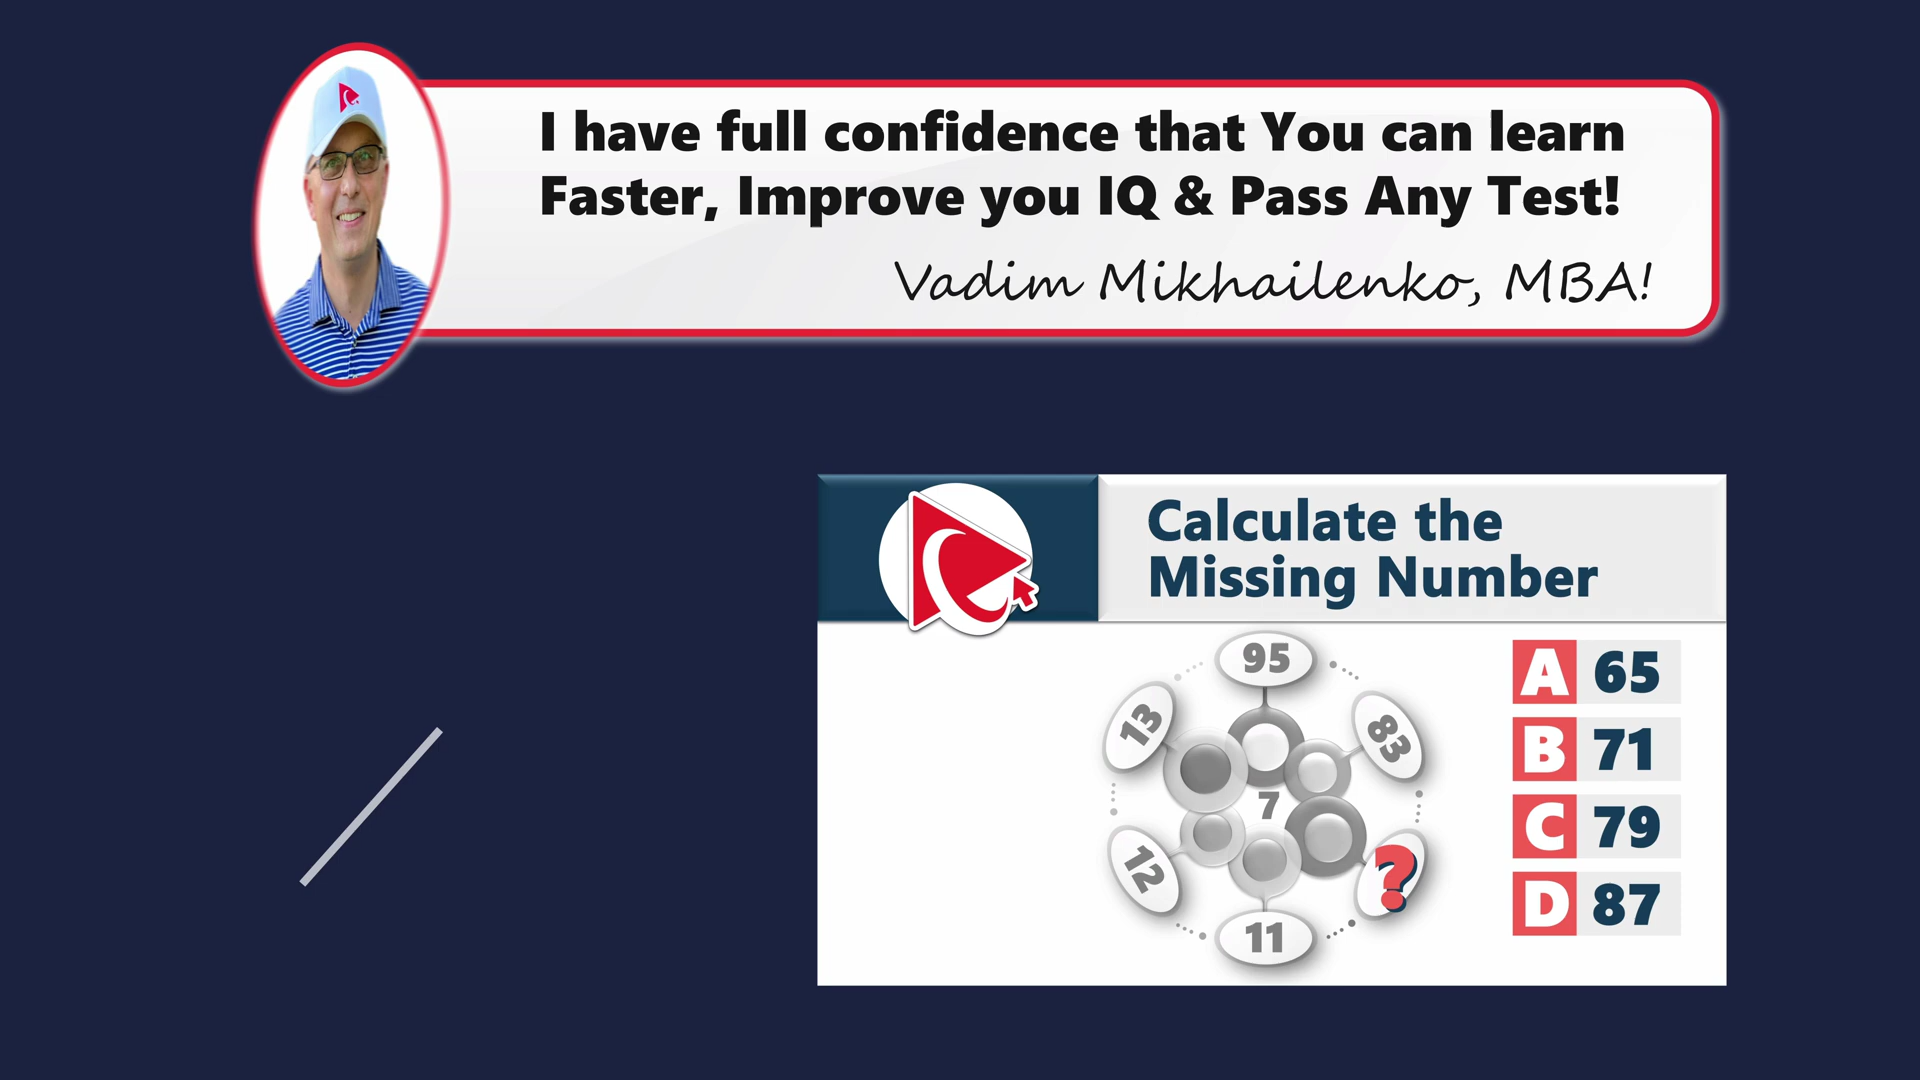 I have full confidence that You can learn
Faster, Improve you IQ & Pass Any Test!
Vadim Mikhailenko, MBA!
Calculate the
Missing Number
95
13
83
7
12
?
11
A 65
B 71
C 79
D 87